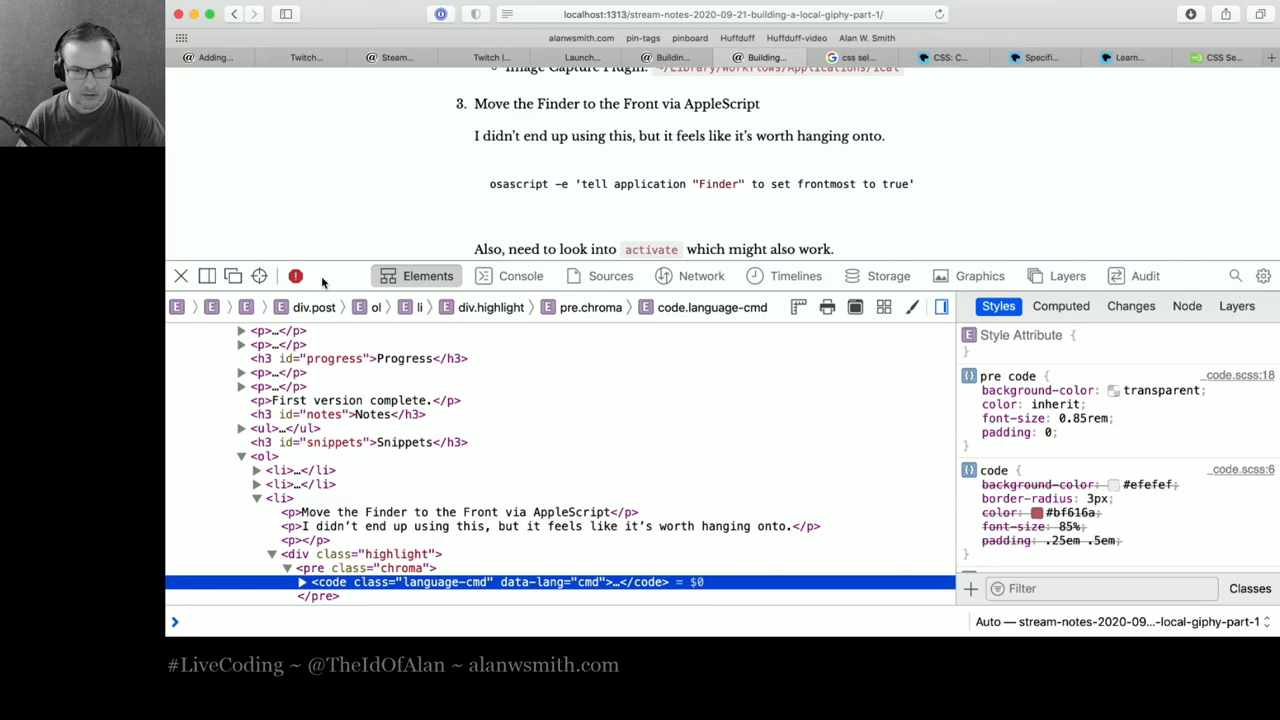 localhost:1313/stream-notes-2020-09-21-building-a-local-giphy-part-1/
alanwsmith.com pin-tags pinboard Huffduff Huffduff-video Alan W. Smith
Adding... Twitch... Steam... Twitch I... Launch... Buildin... Building... css sel... CSS: C... Specifi... Learn... CSS Se...
Image Capture Plugin: ~/Library/Workflows/Applications/ical
3. Move the Finder to the Front via AppleScript
I didn’t end up using this, but it feels like it’s worth hanging onto.
osascript -e 'tell application "Finder" to set frontmost to true'
Also, need to look into activate which might also work.
Elements Console Sources Network Timelines Storage Graphics Layers Audit
E E E E div.post E ol E li E div.highlight E pre.chroma E code.language-cmd
Styles Computed Changes Node Layers
<p>…</p>
<p>…</p>
<h3 id="progress">Progress</h3>
<p>…</p>
<p>…</p>
<p>First version complete.</p>
<h3 id="notes">Notes</h3>
<ul>…</ul>
<h3 id="snippets">Snippets</h3>
<ol>
<li>…</li>
<li>…</li>
<li>
<p>Move the Finder to the Front via AppleScript</p>
<p>I didn’t end up using this, but it feels like it’s worth hanging onto.</p>
<p></p>
<div class="highlight">
<pre class="chroma">
<code class="language-cmd" data-lang="cmd">…</code> = $0
</pre>
E Style Attribute {
}
pre code { code.scss:18
background-color: transparent;
color: inherit;
font-size: 0.85rem;
padding: 0;
}
code { code.scss:6
background-color: #efefef;
border-radius: 3px;
color: #bf616a;
font-size: 85%;
padding: .25em .5em;
}
Filter Classes
Auto — stream-notes-2020-09...-local-giphy-part-1
#LiveCoding ~ @TheIdOfAlan ~ alanwsmith.com